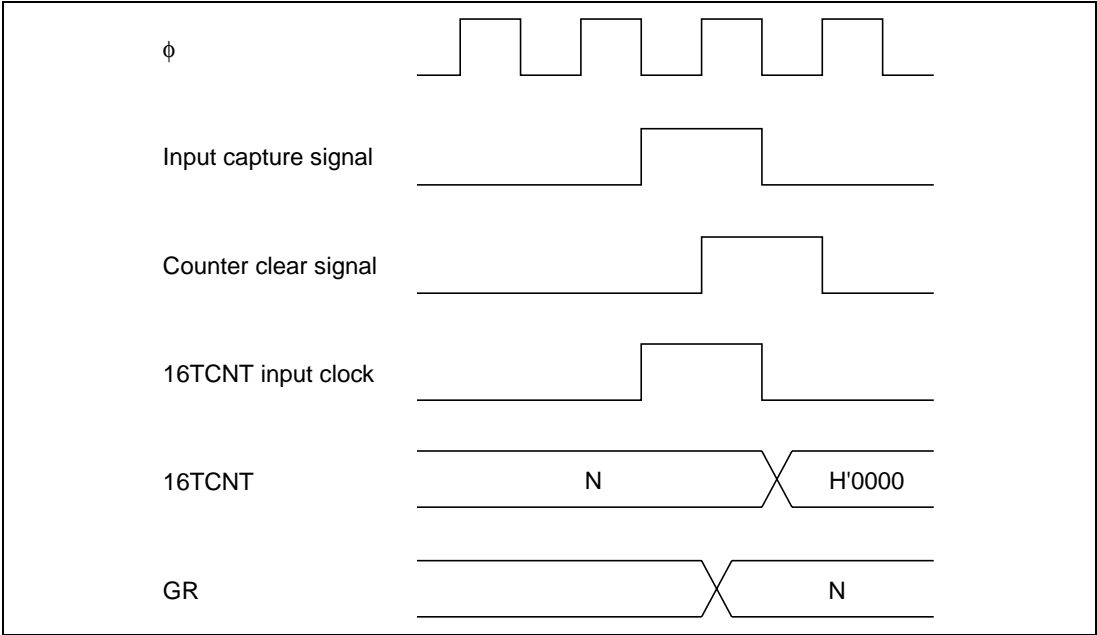 ϕ
Input capture signal
Counter clear signal
16TCNT input clock
16TCNT N H'0000
GR N